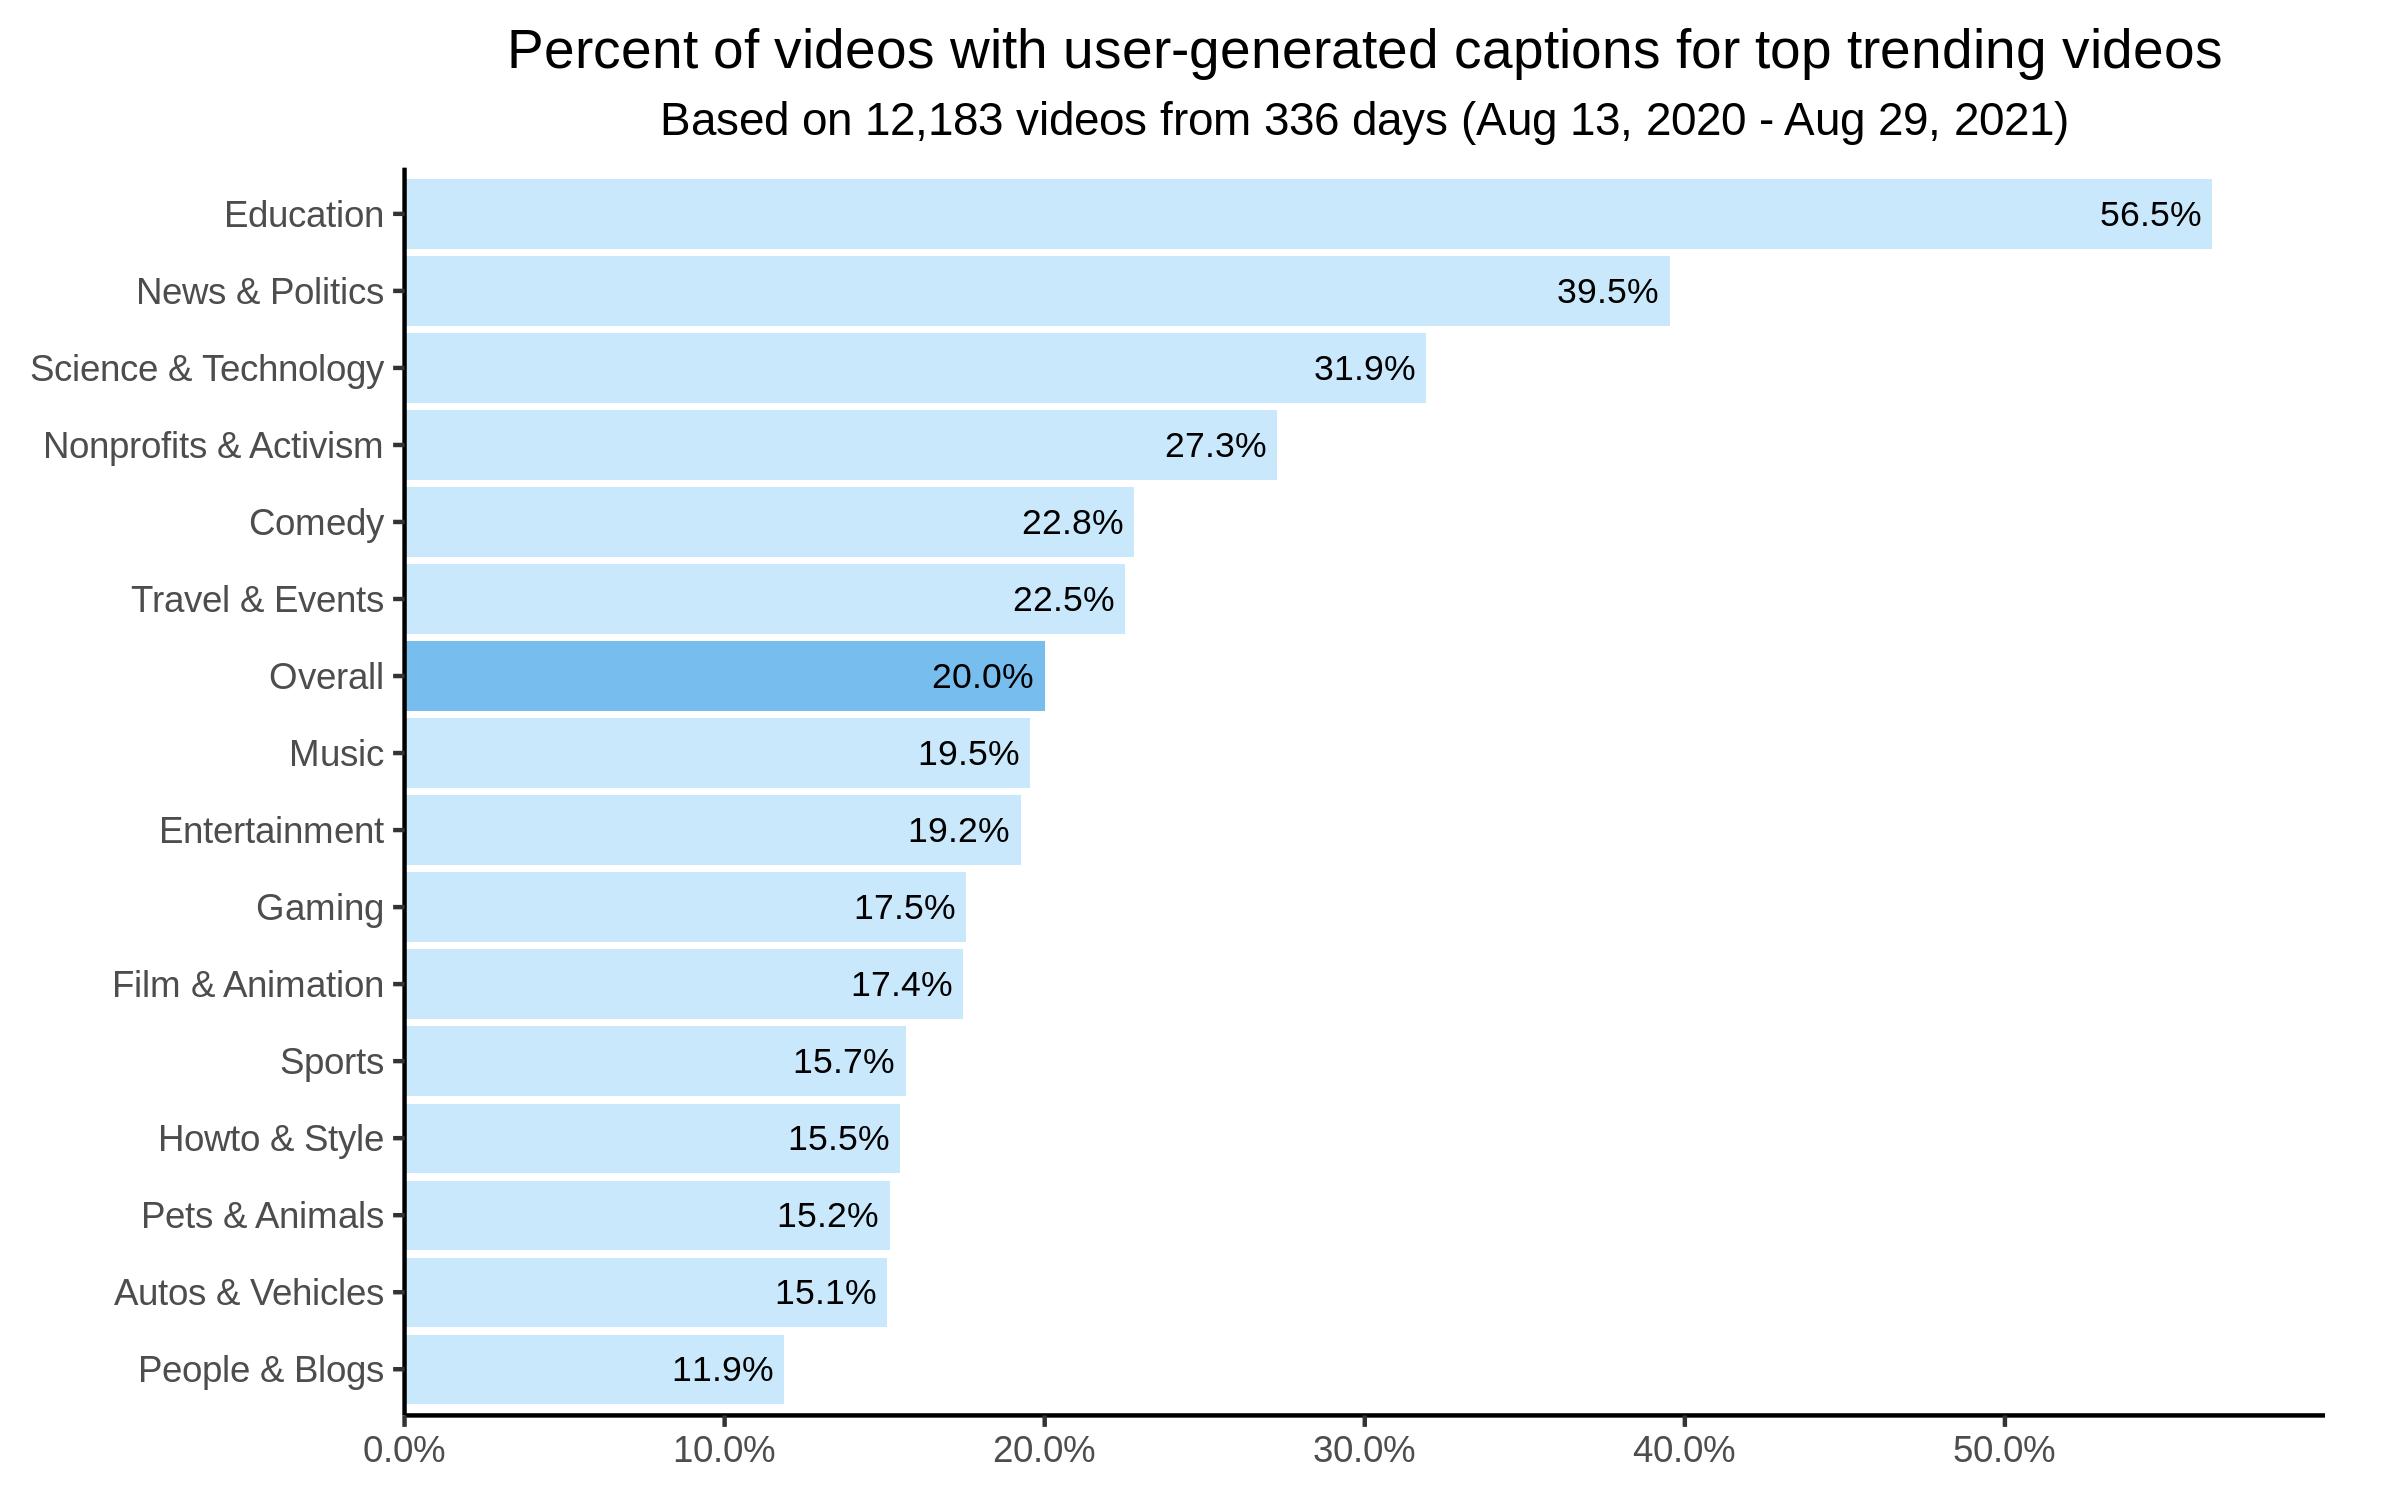 Percent of videos with user-generated captions for top trending videos
Based on 12,183 videos from 336 days (Aug 13, 2020 - Aug 29, 2021)
Education 56.5%
News & Politics 39.5%
Science & Technology 31.9%
Nonprofits & Activism 27.3%
Comedy 22.8%
Travel & Events 22.5%
Overall 20.0%
Music 19.5%
Entertainment 19.2%
Gaming 17.5%
Film & Animation 17.4%
Sports 15.7%
Howto & Style 15.5%
Pets & Animals 15.2%
Autos & Vehicles 15.1%
People & Blogs 11.9%
0.0% 10.0% 20.0% 30.0% 40.0% 50.0%